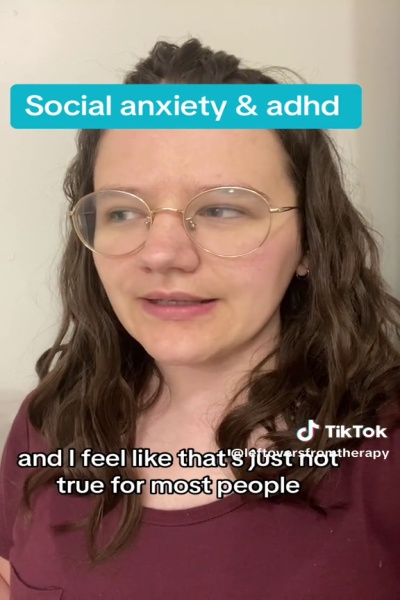 Social anxiety & adhd
TikTok
@leftoversfromtherapy
and I feel like that's just not
true for most people